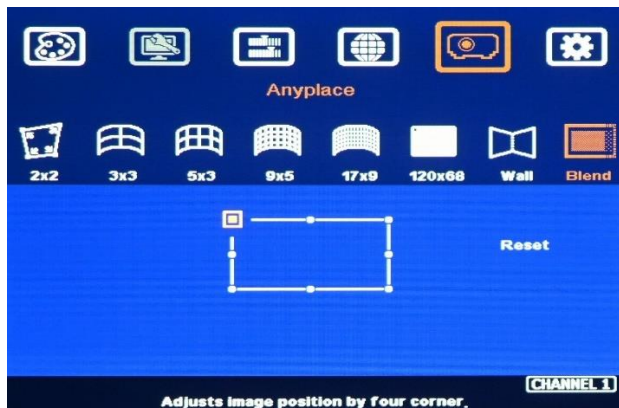 Anyplace
2x2 3x3 5x3 9x5 17x9 120x68 Wall Blend
Reset
CHANNEL 1
Adjusts image position by four corner.